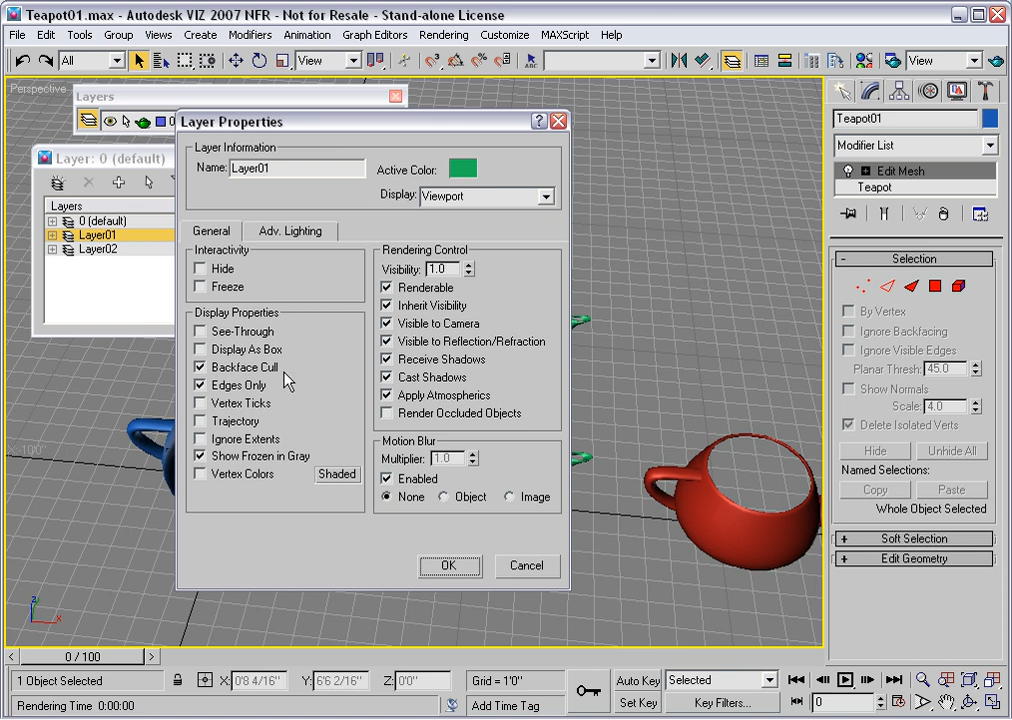 Teapot01.max - Autodesk VIZ 2007 NFR - Not for Resale - Stand-alone License
File Edit Tools Group Views Create Modifiers Animation Graph Editors Rendering Customize MAXScript Help
All View View
Perspective
Layers
0
Layer: 0 (default)
Layers
0 (default)
Layer01
Layer02
Layer Properties
Layer Information
Name: Layer01
Active Color:
Display: Viewport
General Adv. Lighting
Interactivity
Hide
Freeze
Display Properties
See-Through
Display As Box
Backface Cull
Edges Only
Vertex Ticks
Trajectory
Ignore Extents
Show Frozen in Gray
Vertex Colors Shaded
Rendering Control
Visibility: 1.0
Renderable
Inherit Visibility
Visible to Camera
Visible to Reflection/Refraction
Receive Shadows
Cast Shadows
Apply Atmospherics
Render Occluded Objects
Motion Blur
Multiplier: 1.0
Enabled
None Object Image
OK Cancel
Teapot01
Modifier List
Edit Mesh
Teapot
- Selection
By Vertex
Ignore Backfacing
Ignore Visible Edges
Planar Thresh: 45.0
Show Normals
Scale: 4.0
Delete Isolated Verts
Hide Unhide All
Named Selections:
Copy Paste
Whole Object Selected
+ Soft Selection
+ Edit Geometry
z
x
< 0 / 100 >
1 Object Selected X: 0'8 4/16" Y: 6'6 2/16" Z: 0'0" Grid = 1'0" Auto Key Selected
Rendering Time 0:00:00 Add Time Tag Set Key Key Filters... 0